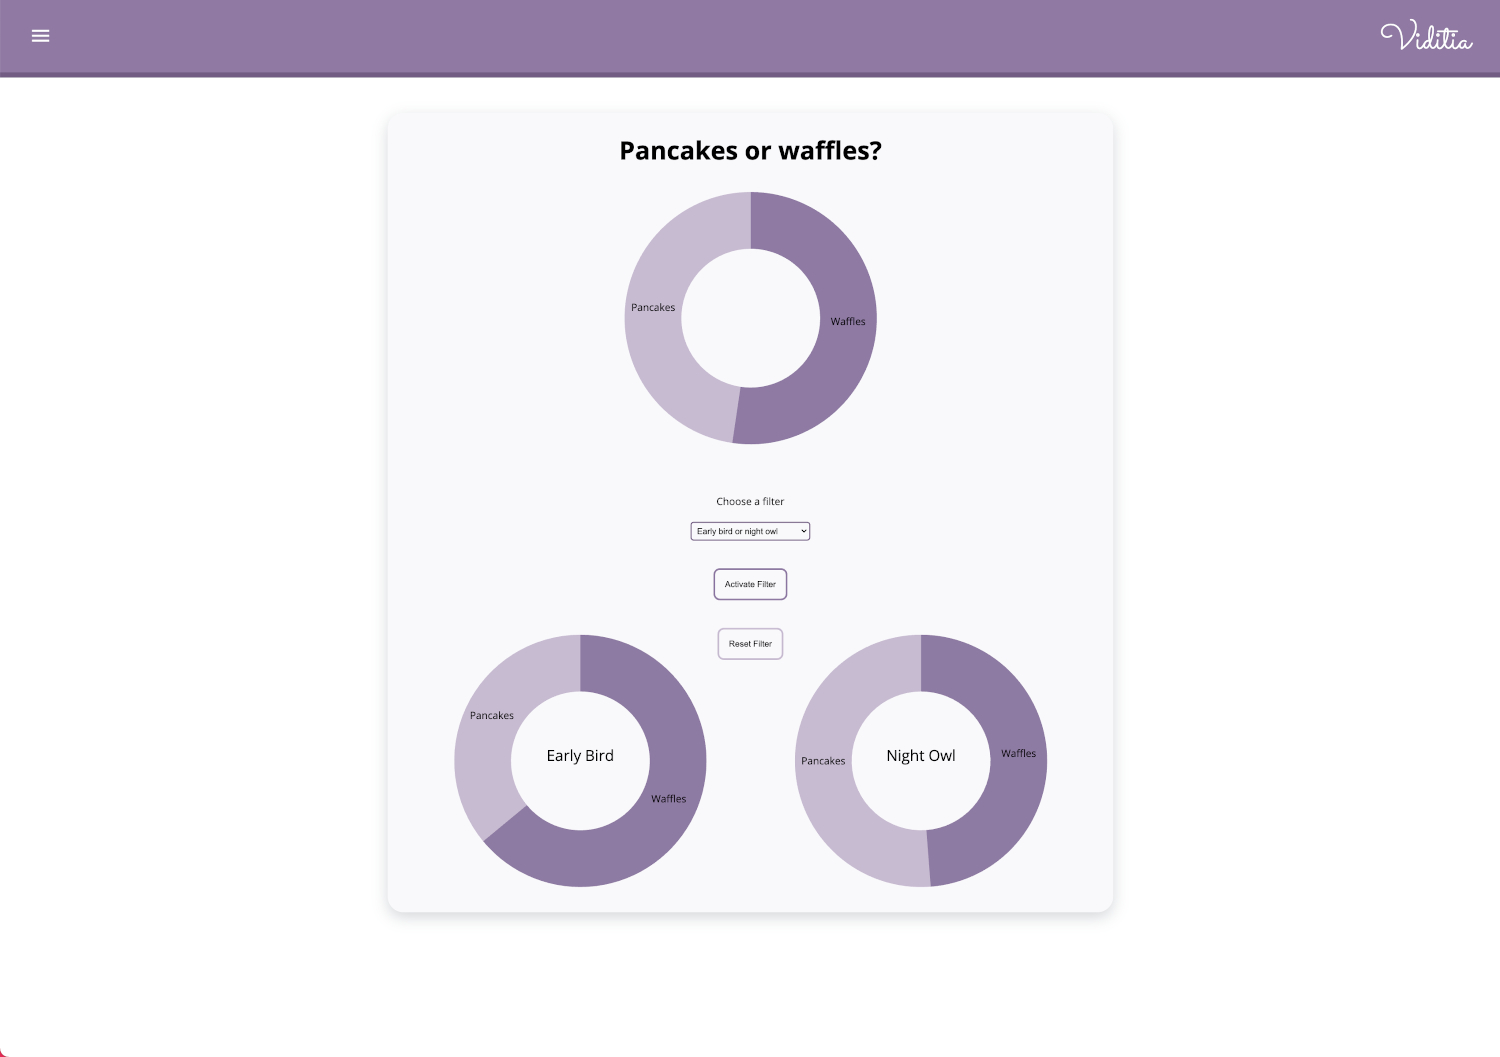 Viditia
Pancakes or waffles?
Pancakes
Waffles
Choose a filter
Early bird or night owl
Activate Filter
Reset Filter
Pancakes
Early Bird
Waffles
Pancakes
Night Owl
Waffles